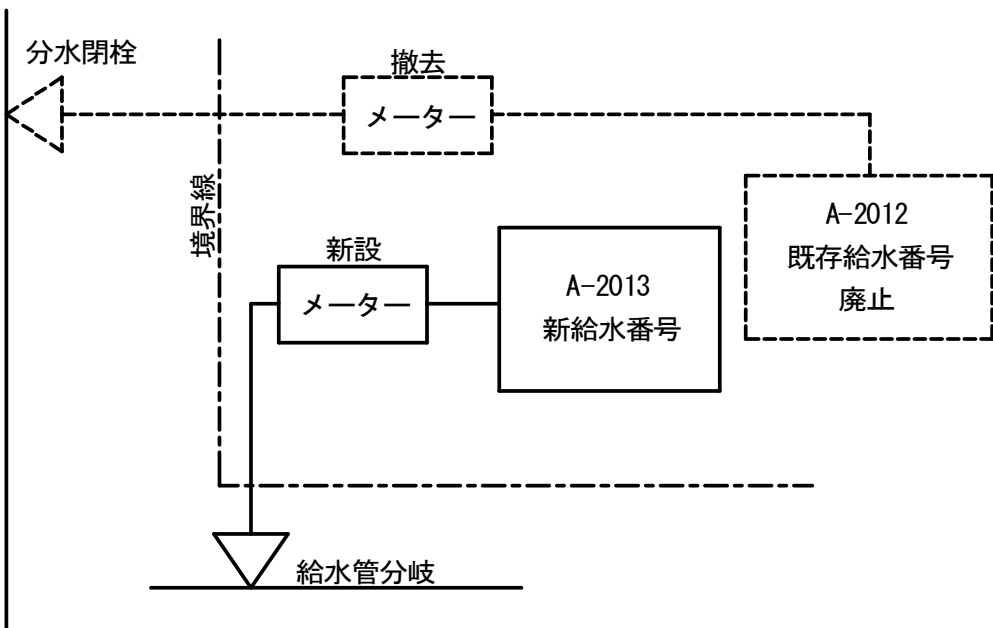 分水閉栓
撤去
メーター
境界線
A-2012
既存給水番号
廃止
新設
メーター
A-2013
新給水番号
給水管分岐